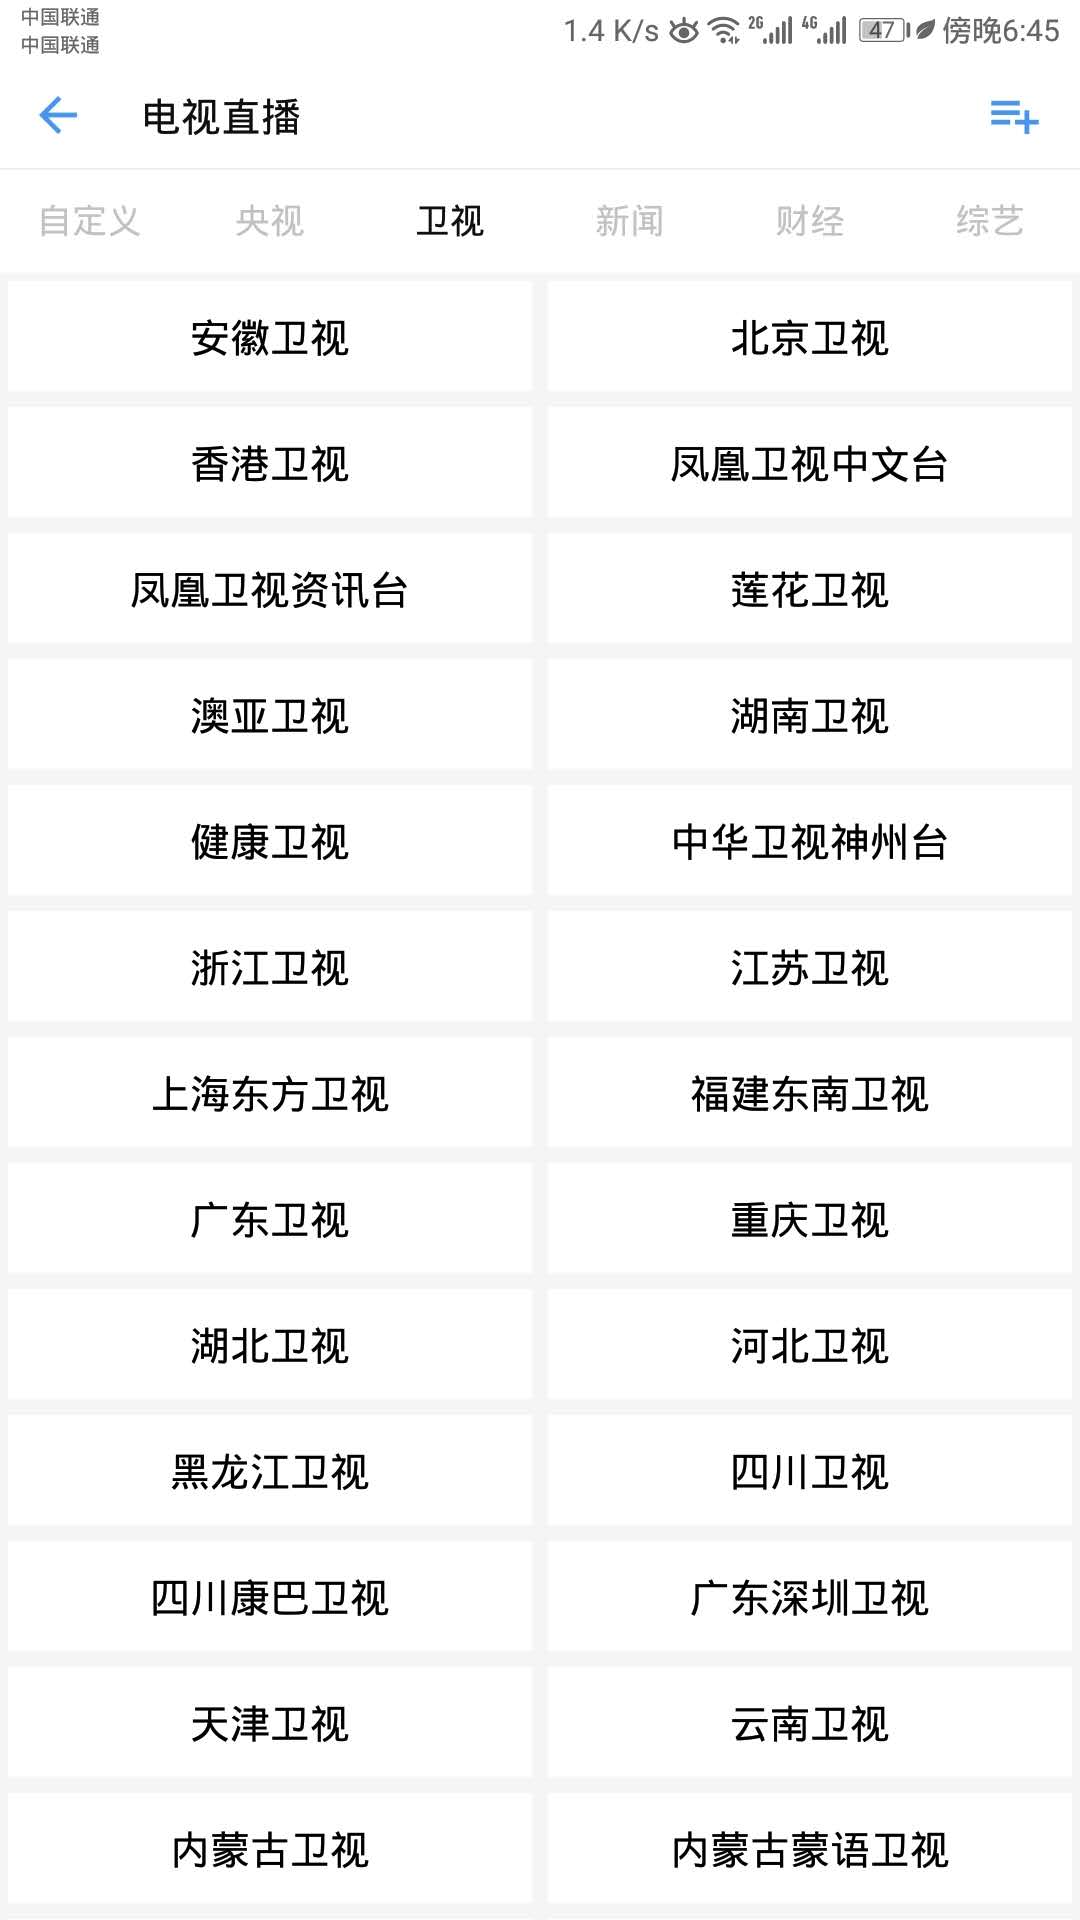 中国联通
中国联通
1.4 K/s 2G 4G 47 傍晚6:45
电视直播
自定义 央视 卫视 新闻 财经 综艺
安徽卫视 北京卫视
香港卫视 凤凰卫视中文台
凤凰卫视资讯台 莲花卫视
澳亚卫视 湖南卫视
健康卫视 中华卫视神州台
浙江卫视 江苏卫视
上海东方卫视 福建东南卫视
广东卫视 重庆卫视
湖北卫视 河北卫视
黑龙江卫视 四川卫视
四川康巴卫视 广东深圳卫视
天津卫视 云南卫视
内蒙古卫视 内蒙古蒙语卫视